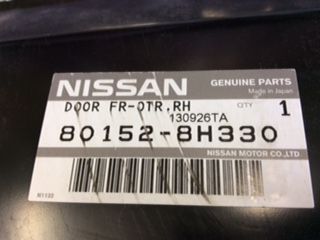 NISSAN GENUINE PARTS
Made in Japan
DOOR FR-OTR,RH QTY 1
130926TA
80152-8H330
NISSAN MOTOR CO.,LTD
M1133